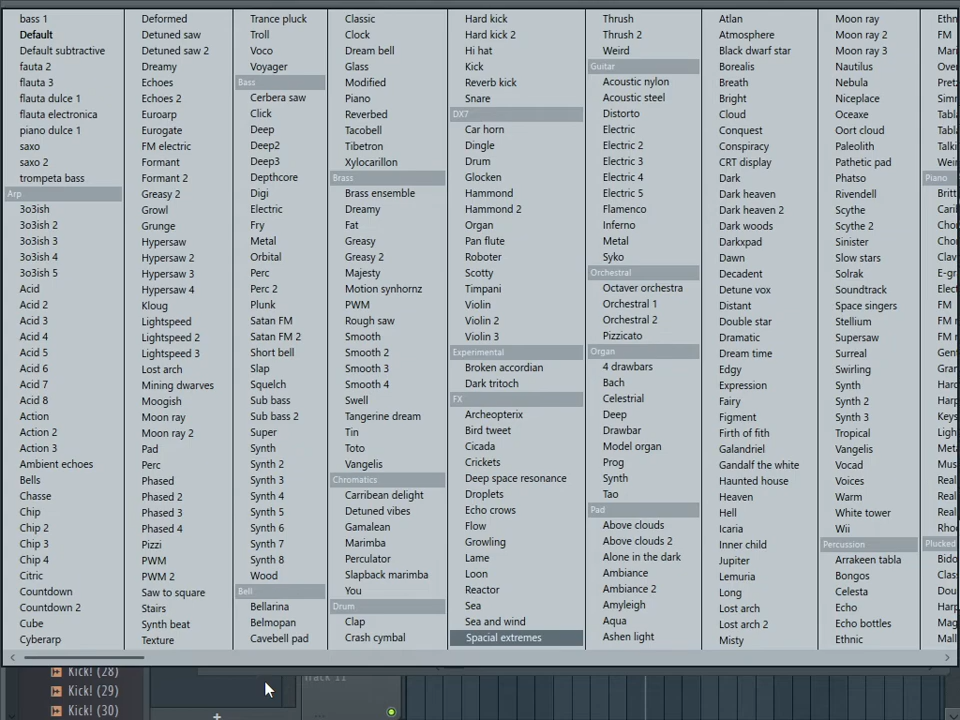 bass 1
Default
Default subtractive
fauta 2
flauta 3
flauta dulce 1
flauta electronica
piano dulce 1
saxo
saxo 2
trompeta bass
Arp
3o3ish
3o3ish 2
3o3ish 3
3o3ish 4
3o3ish 5
Acid
Acid 2
Acid 3
Acid 4
Acid 5
Acid 6
Acid 7
Acid 8
Action
Action 2
Action 3
Ambient echoes
Bells
Chasse
Chip
Chip 2
Chip 3
Chip 4
Citric
Countdown
Countdown 2
Cube
Cyberarp
Deformed
Detuned saw
Detuned saw 2
Dreamy
Echoes
Echoes 2
Euroarp
Eurogate
FM electric
Formant
Formant 2
Greasy 2
Growl
Grunge
Hypersaw
Hypersaw 2
Hypersaw 3
Hypersaw 4
Kloug
Lightspeed
Lightspeed 2
Lightspeed 3
Lost arch
Mining dwarves
Moogish
Moon ray
Moon ray 2
Pad
Perc
Phased
Phased 2
Phased 3
Phased 4
Pizzi
PWM
PWM 2
Saw to square
Stairs
Synth beat
Texture
Trance pluck
Troll
Voco
Voyager
Bass
Cerbera saw
Click
Deep
Deep2
Deep3
Depthcore
Digi
Electric
Fry
Metal
Orbital
Perc
Perc 2
Plunk
Satan FM
Satan FM 2
Short bell
Slap
Squelch
Sub bass
Sub bass 2
Super
Synth
Synth 2
Synth 3
Synth 4
Synth 5
Synth 6
Synth 7
Synth 8
Wood
Bell
Bellarina
Belmopan
Cavebell pad
Classic
Clock
Dream bell
Glass
Modified
Piano
Reverbed
Tacobell
Tibetron
Xylocarillon
Brass
Brass ensemble
Dreamy
Fat
Greasy
Greasy 2
Majesty
Motion synhornz
PWM
Rough saw
Smooth
Smooth 2
Smooth 3
Smooth 4
Swell
Tangerine dream
Tin
Toto
Vangelis
Chromatics
Carribean delight
Detuned vibes
Gamalean
Marimba
Perculator
Slapback marimba
You
Drum
Clap
Crash cymbal
Hard kick
Hard kick 2
Hi hat
Kick
Reverb kick
Snare
DX7
Car horn
Dingle
Drum
Glocken
Hammond
Hammond 2
Organ
Pan flute
Roboter
Scotty
Timpani
Violin
Violin 2
Violin 3
Experimental
Broken accordian
Dark tritoch
FX
Archeopterix
Bird tweet
Cicada
Crickets
Deep space resonance
Droplets
Echo crows
Flow
Growling
Lame
Loon
Reactor
Sea
Sea and wind
Spacial extremes
Thrush
Thrush 2
Weird
Guitar
Acoustic nylon
Acoustic steel
Distorto
Electric
Electric 2
Electric 3
Electric 4
Electric 5
Flamenco
Inferno
Metal
Syko
Orchestral
Octaver orchestra
Orchestral 1
Orchestral 2
Pizzicato
Organ
4 drawbars
Bach
Celestrial
Deep
Drawbar
Model organ
Prog
Synth
Tao
Pad
Above clouds
Above clouds 2
Alone in the dark
Ambiance
Ambiance 2
Amyleigh
Aqua
Ashen light
Atlan
Atmosphere
Black dwarf star
Borealis
Breath
Bright
Cloud
Conquest
Conspiracy
CRT display
Dark
Dark heaven
Dark heaven 2
Dark woods
Darkxpad
Dawn
Decadent
Detune vox
Distant
Double star
Dramatic
Dream time
Edgy
Expression
Fairy
Figment
Firth of fith
Galandriel
Gandalf the white
Haunted house
Heaven
Hell
Icaria
Inner child
Jupiter
Lemuria
Long
Lost arch
Lost arch 2
Misty
Moon ray
Moon ray 2
Moon ray 3
Nautilus
Nebula
Niceplace
Oceaxe
Oort cloud
Paleolith
Pathetic pad
Phatso
Rivendell
Scythe
Scythe 2
Sinister
Slow stars
Solrak
Soundtrack
Space singers
Stellium
Supersaw
Surreal
Swirling
Synth
Synth 2
Synth 3
Tropical
Vangelis
Vocad
Voices
Warm
White tower
Wii
Percussion
Arrakeen tabla
Bongos
Celesta
Echo
Echo bottles
Ethnic
FM
Piano
FM
Plucked
Kick! (28)
Kick! (29)
Kick! (30)
Track 11